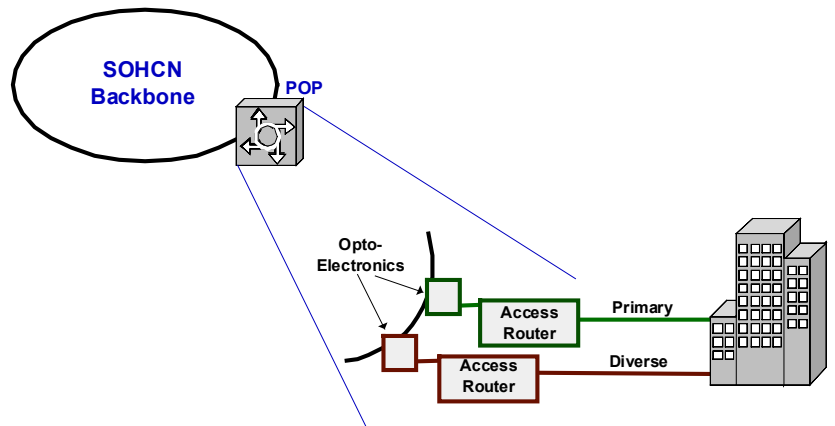 SOHCN
Backbone
POP
Opto-
Electronics
Access
Router
Primary
Access
Router
Diverse